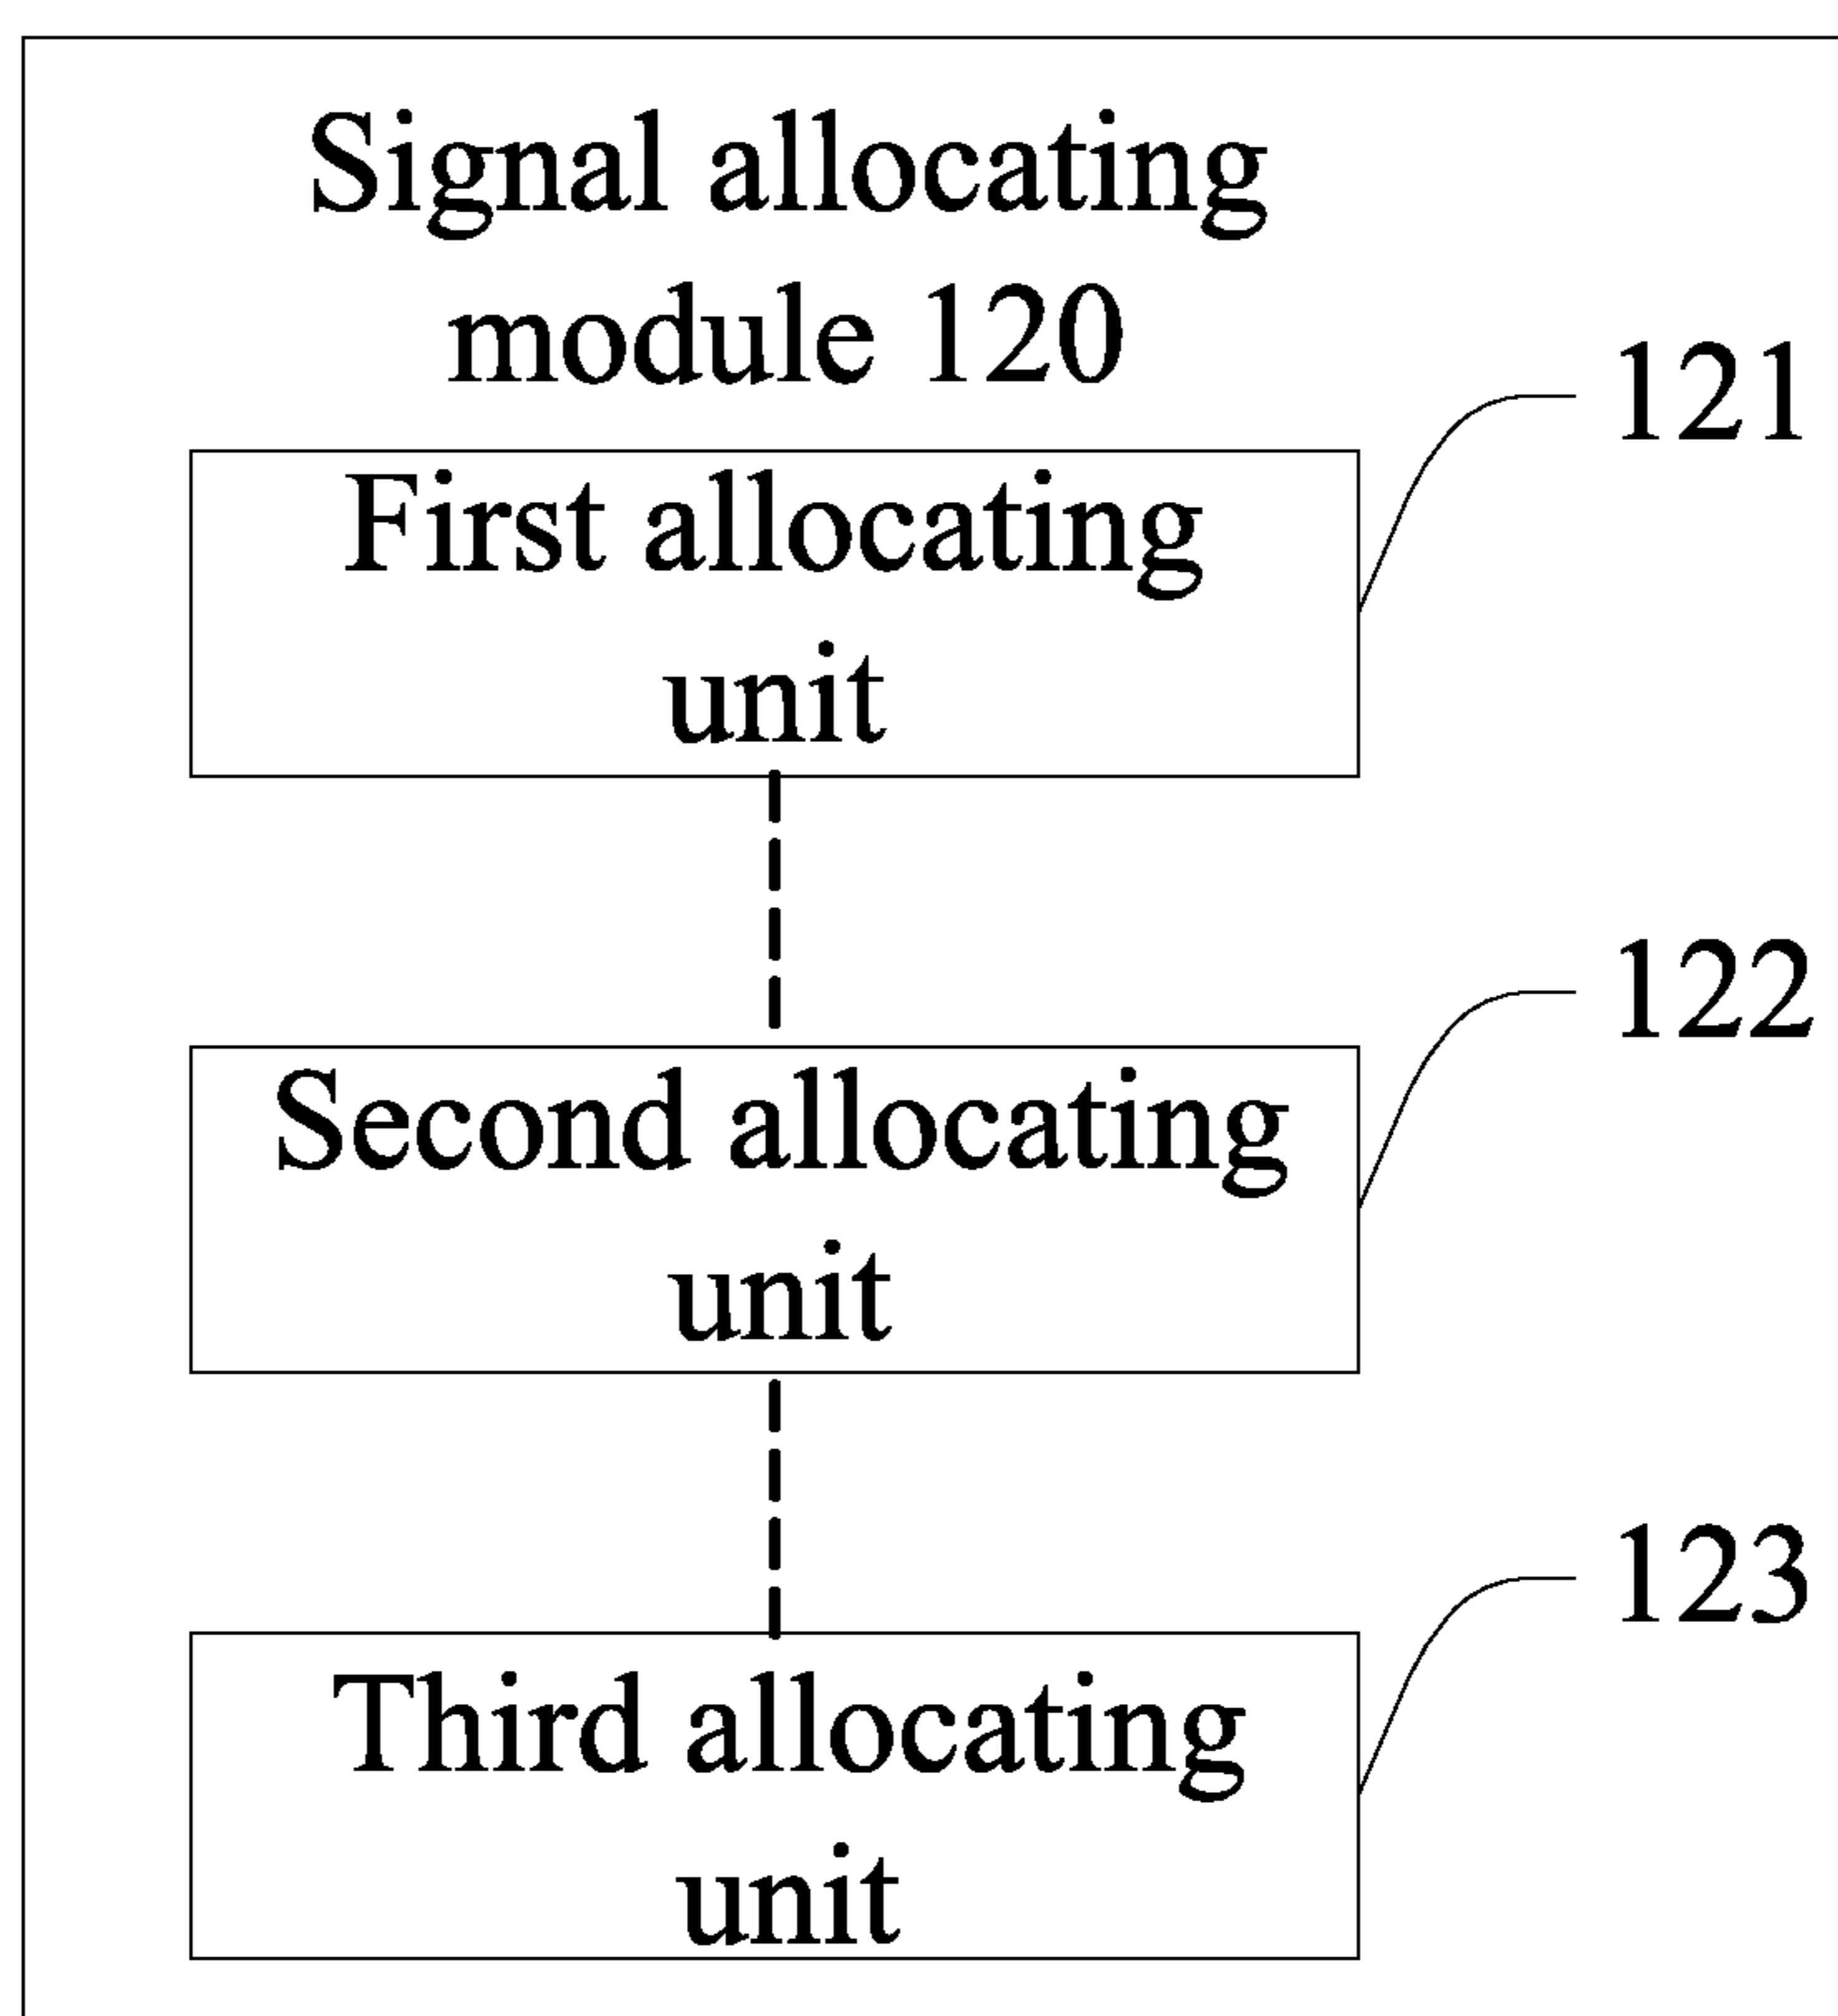 Signal allocating
module 120
121
First allocating
unit
122
Second allocating
unit
123
Third allocating
unit